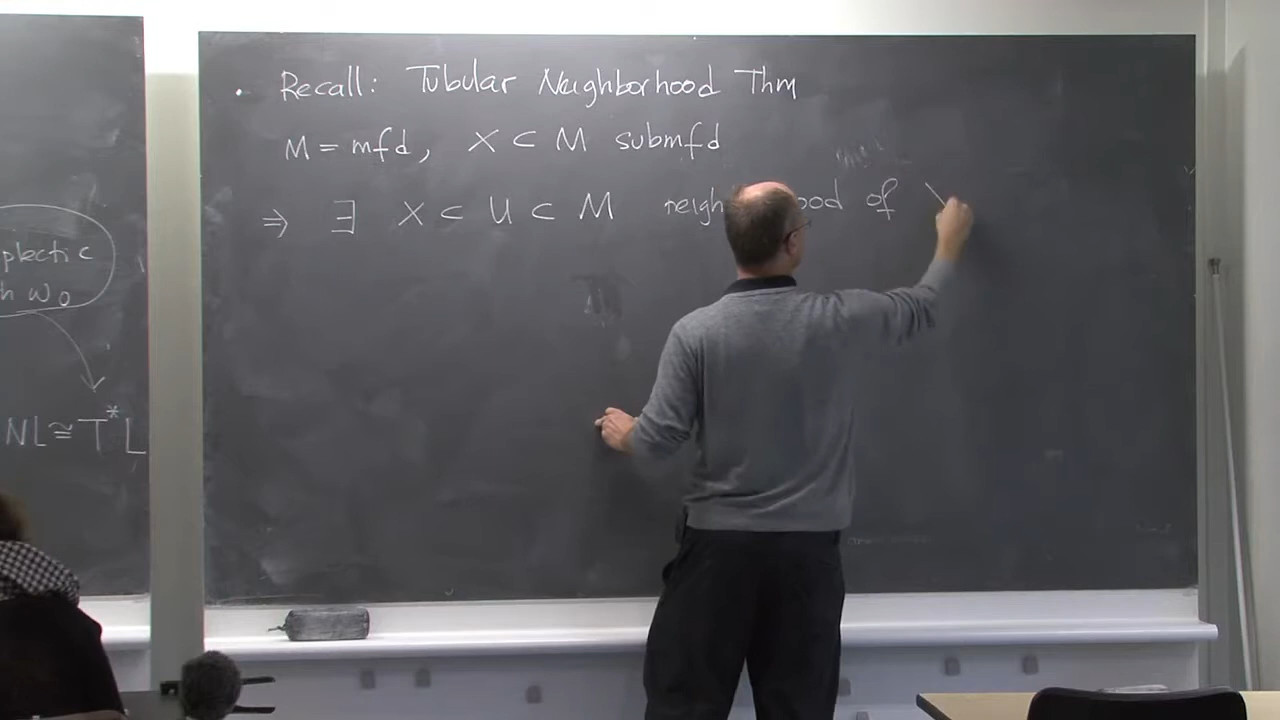 plectic
h ω₀
NL ≅ T*L
• Recall: Tubular Neighborhood Thm
M = mfd, X ⊂ M submfd
⇒ ∃ X ⊂ U ⊂ M neigh ood of